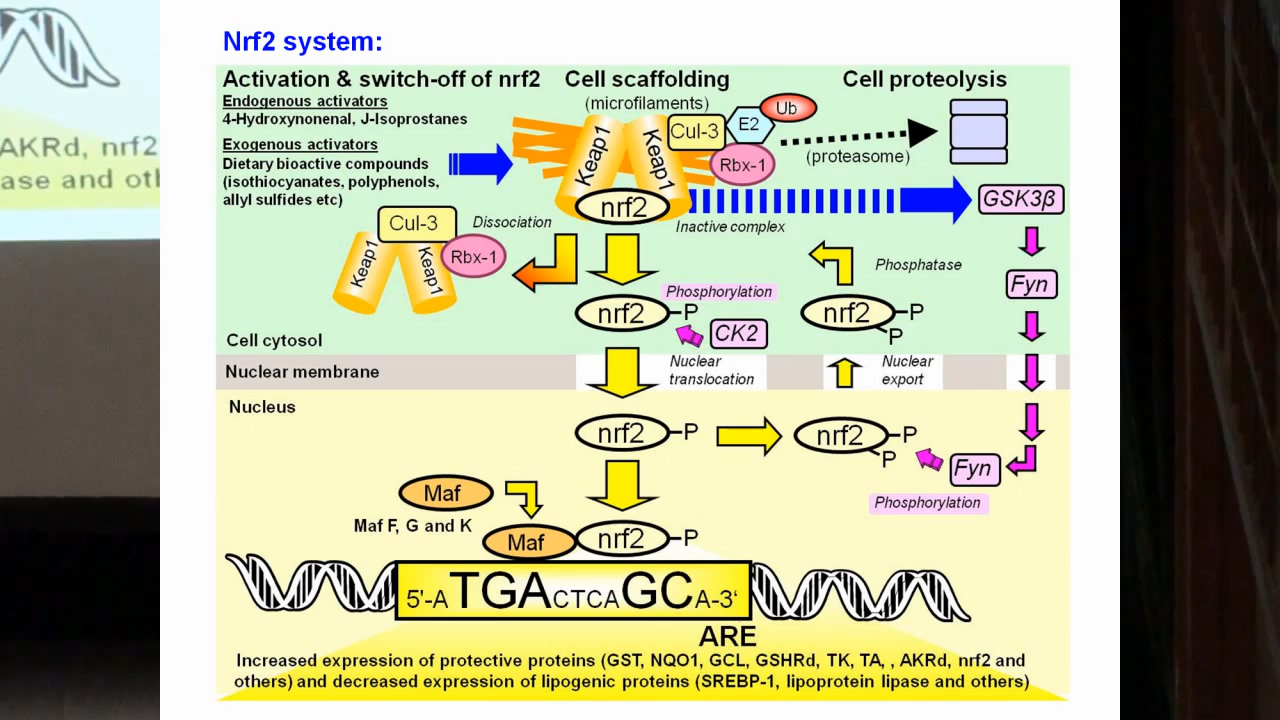 Nrf2 system:
Activation & switch-off of nrf2
Cell scaffolding
Cell proteolysis
Endogenous activators
4-Hydroxynonenal, J-Isoprostanes
Exogenous activators
Dietary bioactive compounds
(isothiocyanates, polyphenols,
allyl sulfides etc)
(microfilaments)
Keap1
Keap1
Cul-3
E2
Ub
Rbx-1
(proteasome)
nrf2
Inactive complex
GSK3β
Cul-3
Dissociation
Keap1
Keap1
Rbx-1
Phosphatase
Fyn
Phosphorylation
nrf2
P
CK2
nrf2
P
P
Cell cytosol
Nuclear membrane
Nuclear
translocation
Nuclear
export
Nucleus
nrf2
P
nrf2
P
P
Fyn
Phosphorylation
Maf
Maf F, G and K
Maf
nrf2
P
5'-A TGA CTCA GC A-3'
ARE
Increased expression of protective proteins (GST, NQO1, GCL, GSHRd, TK, TA, , AKRd, nrf2 and
others) and decreased expression of lipogenic proteins (SREBP-1, lipoprotein lipase and others)
AKRd, nrf2
ase and oth